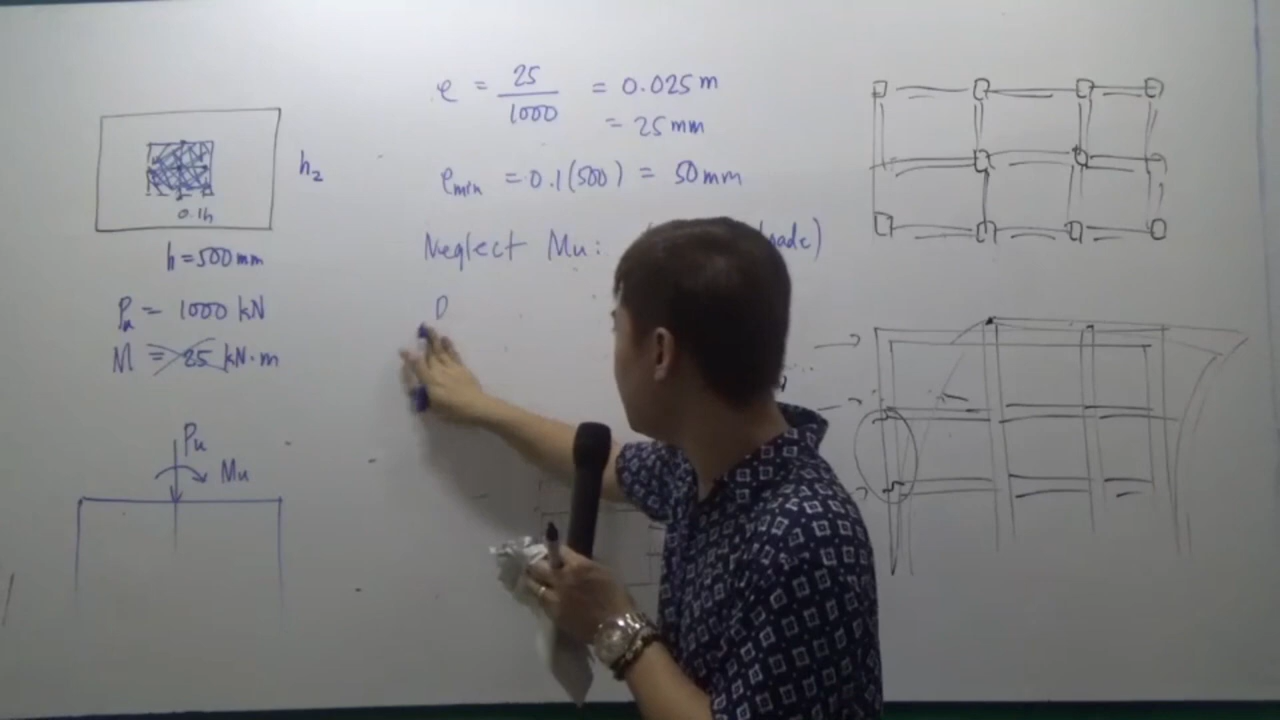 h₂
0.1h
h = 500 mm
Pu = 1000 kN
M = 25 kN·m
Pu
Mu
e = 25/1000 = 0.025 m
= 25 mm
emin = 0.1(500) = 50 mm
Neglect Mu: (
P